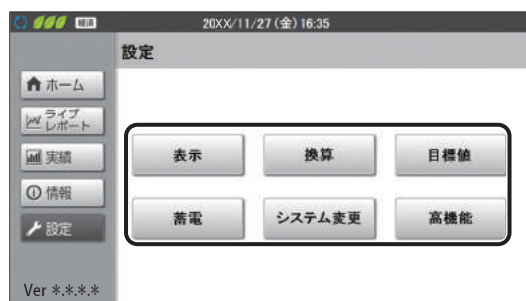 経済 20XX/11/27 (金) 16:35
設定
ホーム
ライブ
レポート
実績
情報
設定
表示 換算 目標値
蓄電 システム変更 高機能
Ver *.*.*.*